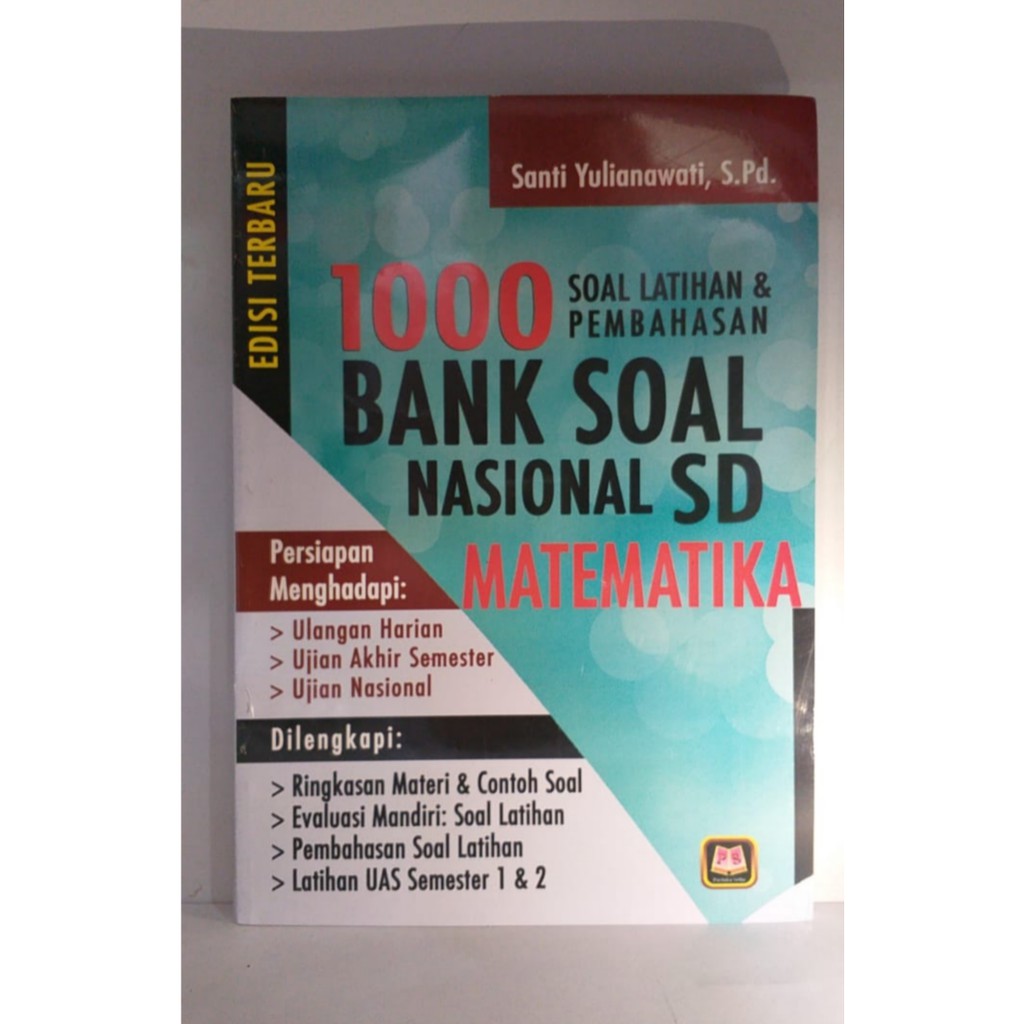 Santi Yulianawati, S.Pd.
EDISI TERBARU
1000 SOAL LATIHAN &
PEMBAHASAN
BANK SOAL
NASIONAL SD
MATEMATIKA
Persiapan
Menghadapi:
> Ulangan Harian
> Ujian Akhir Semester
> Ujian Nasional
Dilengkapi:
> Ringkasan Materi & Contoh Soal
> Evaluasi Mandiri: Soal Latihan
> Pembahasan Soal Latihan
> Latihan UAS Semester 1 & 2